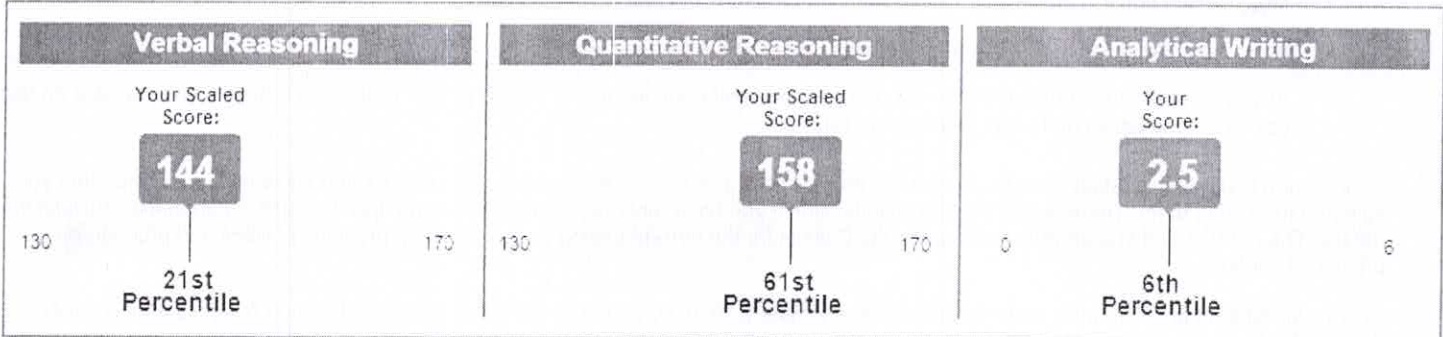 Verbal Reasoning
Your Scaled
Score:
144
130
170
21st
Percentile
Quantitative Reasoning
Your Scaled
Score:
158
130
170
61st
Percentile
Analytical Writing
Your
Score:
2.5
0
6
6th
Percentile